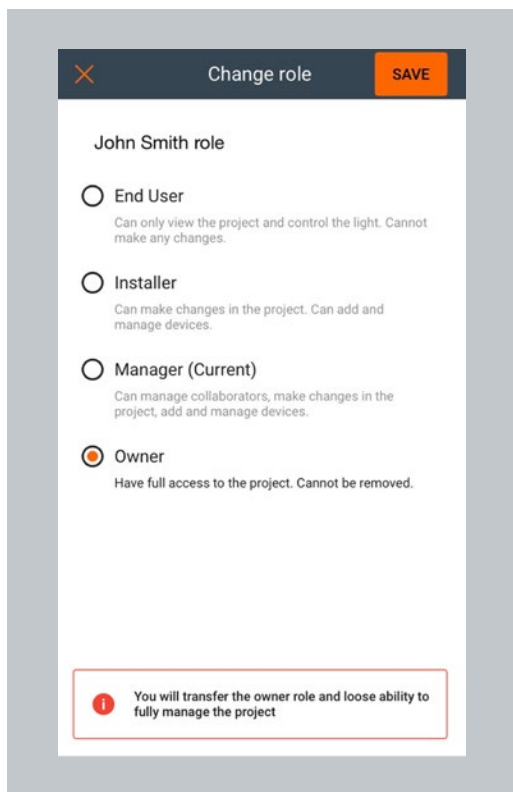 Change role
SAVE
John Smith role
End User
Can only view the project and control the light. Cannot
make any changes.
Installer
Can make changes in the project. Can add and
manage devices.
Manager (Current)
Can manage collaborators, make changes in the
project, add and manage devices.
Owner
Have full access to the project. Cannot be removed.
You will transfer the owner role and loose ability to
fully manage the project